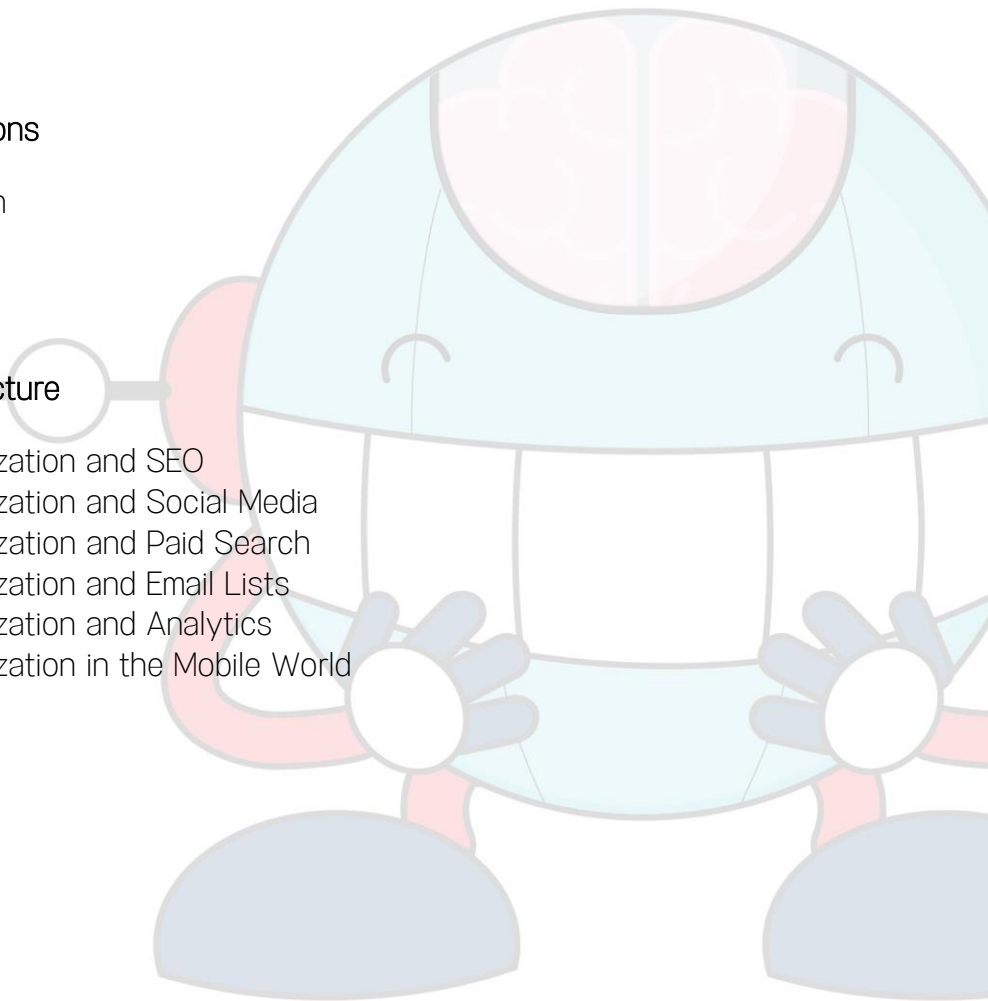 ons
n
cture
zation and SEO
zation and Social Media
zation and Paid Search
zation and Email Lists
zation and Analytics
zation in the Mobile World